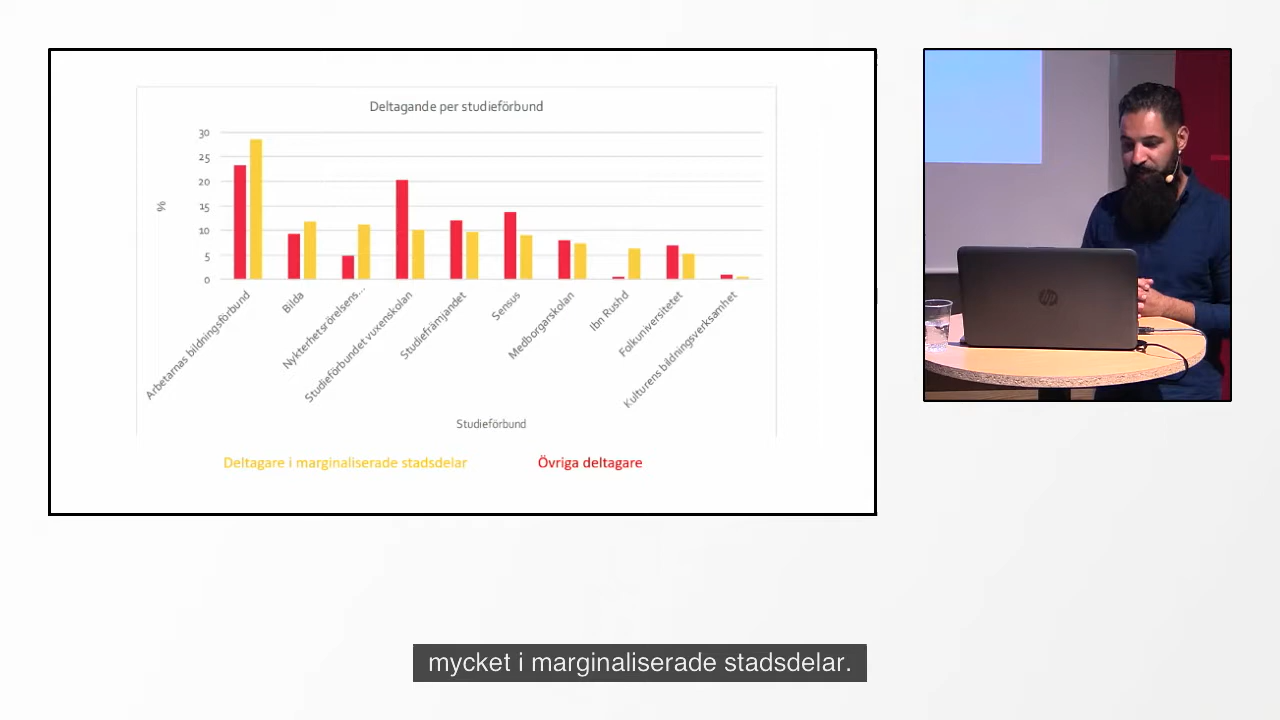 Deltagande per studieförbund
30
25
20
15
10
5
0
%
Arbetarnas bildningsförbund
Bilda
Nykterhetsrörelsens...
Studieförbundet vuxenskolan
Studiefrämjandet
Sensus
Medborgarskolan
Ibn Rushd
Folkuniversitetet
Kulturens bildningsverksamhet
Studieförbund
Deltagare i marginaliserade stadsdelar
Övriga deltagare
hp
mycket i marginaliserade stadsdelar.